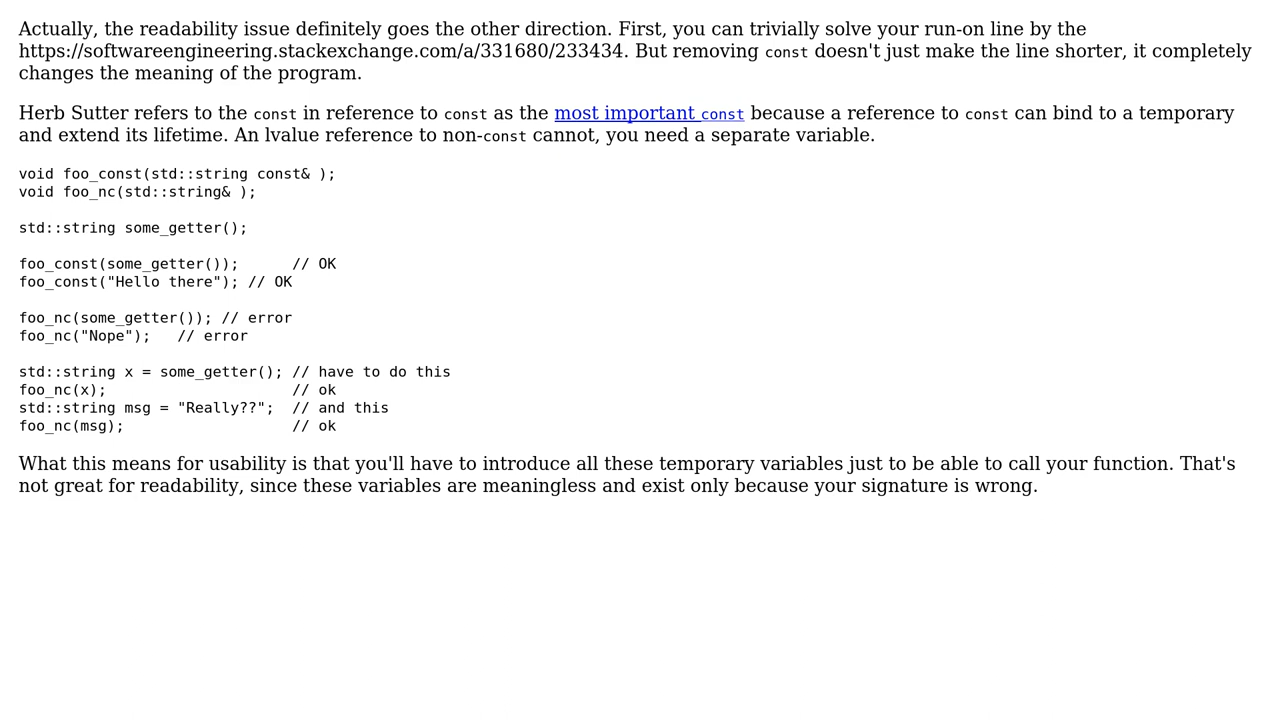 Actually, the readability issue definitely goes the other direction. First, you can trivially solve your run-on line by the
https://softwareengineering.stackexchange.com/a/331680/233434. But removing const doesn't just make the line shorter, it completely
changes the meaning of the program.
Herb Sutter refers to the const in reference to const as the most important const because a reference to const can bind to a temporary
and extend its lifetime. An lvalue reference to non-const cannot, you need a separate variable.
void foo_const(std::string const& );
void foo_nc(std::string& );
std::string some_getter();
foo_const(some_getter());      // OK
foo_const("Hello there"); // OK
foo_nc(some_getter()); // error
foo_nc("Nope");   // error
std::string x = some_getter(); // have to do this
foo_nc(x);                     // ok
std::string msg = "Really??";  // and this
foo_nc(msg);                   // ok
What this means for usability is that you'll have to introduce all these temporary variables just to be able to call your function. That's
not great for readability, since these variables are meaningless and exist only because your signature is wrong.